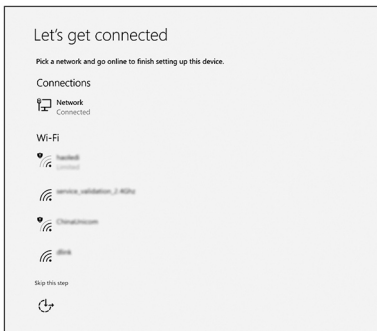 Let's get connected
Pick a network and go online to finish setting up this device.
Connections
Network
Connected
Wi-Fi
Limited
service_validation_2.4Ghz
ChinaUnicom
dlink
Skip this step